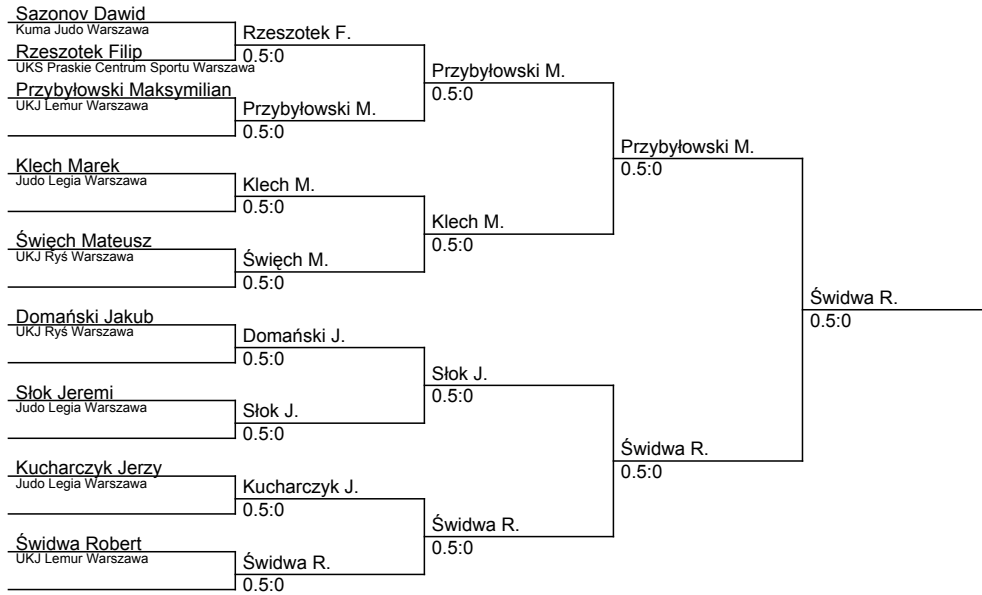 Sazonov Dawid
Kuma Judo Warszawa
Rzeszotek F.
0.5:0
Rzeszotek Filip
UKS Praskie Centrum Sportu Warszawa
Przybyłowski M.
0.5:0
Przybyłowski Maksymilian
UKJ Lemur Warszawa
Przybyłowski M.
0.5:0
Przybyłowski M.
0.5:0
Klech Marek
Judo Legia Warszawa
Klech M.
0.5:0
Klech M.
0.5:0
Święch Mateusz
UKJ Ryś Warszawa
Święch M.
0.5:0
Świdwa R.
0.5:0
Domański Jakub
UKJ Ryś Warszawa
Domański J.
0.5:0
Słok J.
0.5:0
Słok Jeremi
Judo Legia Warszawa
Słok J.
0.5:0
Świdwa R.
0.5:0
Kucharczyk Jerzy
Judo Legia Warszawa
Kucharczyk J.
0.5:0
Świdwa R.
0.5:0
Świdwa Robert
UKJ Lemur Warszawa
Świdwa R.
0.5:0